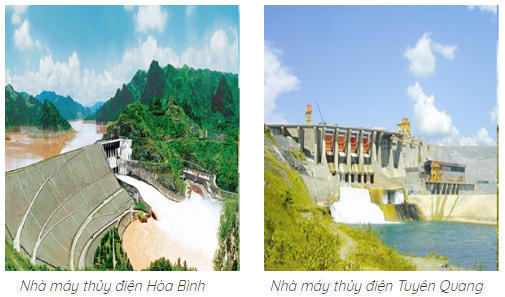 Nhà máy thủy điện Hòa Bình
Nhà máy thủy điện Tuyên Quang